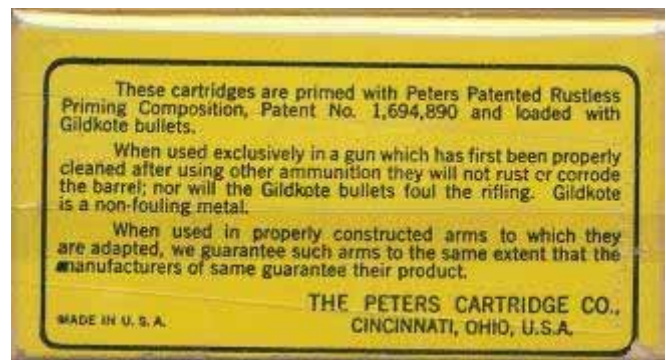 These cartridges are primed with Peters Patented Rustless
Priming Composition, Patent No. 1,694,890 and loaded with
Gildkote bullets.
When used exclusively in a gun which has first been properly
cleaned after using other ammunition they will not rust or corrode
the barrel; nor will the Gildkote bullets foul the rifling. Gildkote
is a non-fouling metal.
When used in properly constructed arms to which they
are adapted, we guarantee such arms to the same extent that the
manufacturers of same guarantee their product.
THE PETERS CARTRIDGE CO.,
MADE IN U. S. A. CINCINNATI, OHIO, U.S.A.